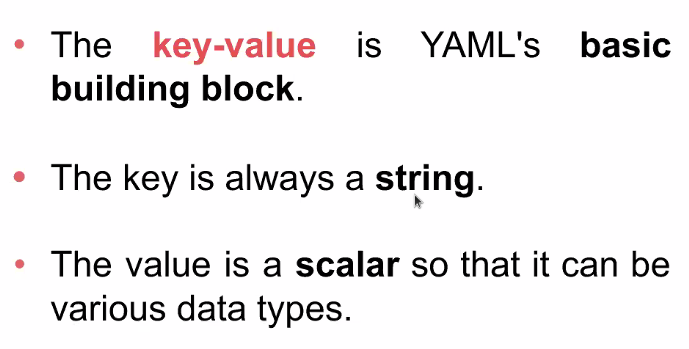 • The key-value is YAML's basic
building block.
• The key is always a string.
• The value is a scalar so that it can be
various data types.